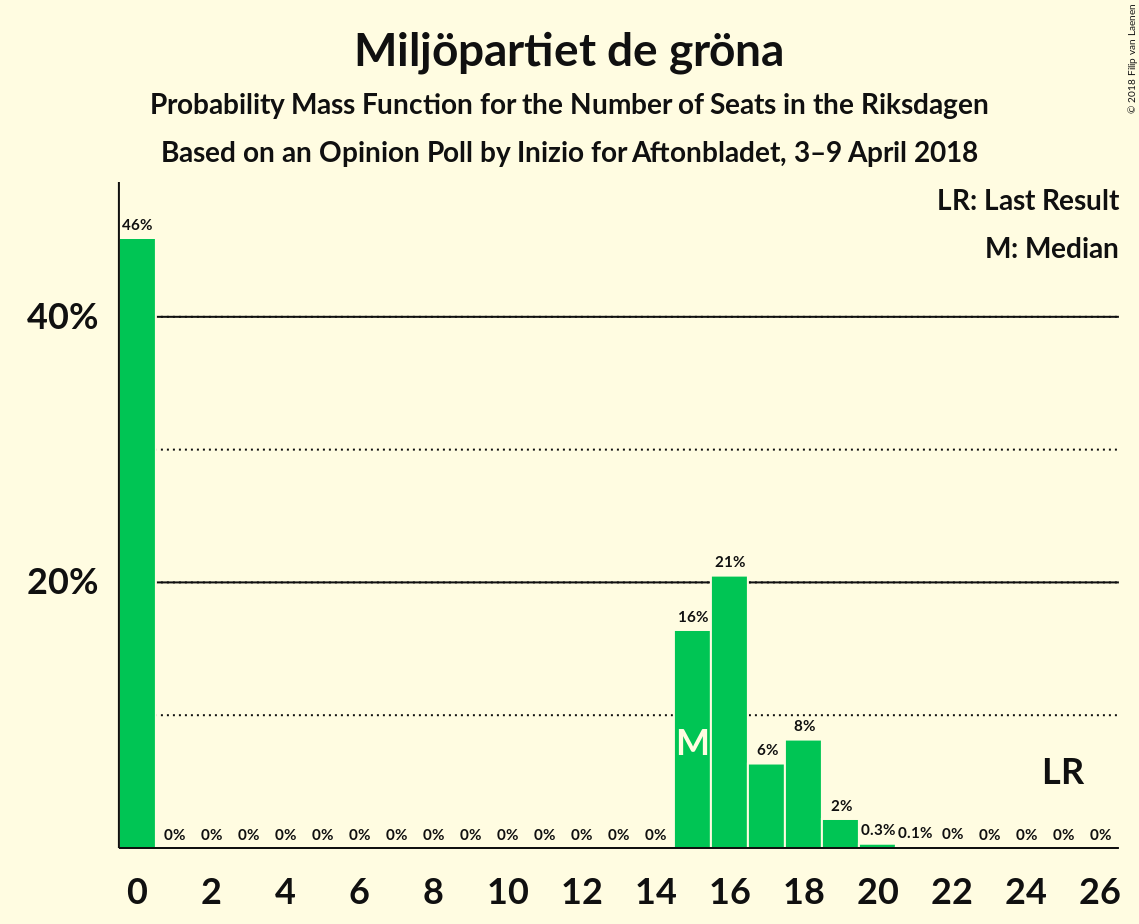 Miljöpartiet de gröna
Probability Mass Function for the Number of Seats in the Riksdagen
Based on an Opinion Poll by Inizio for Aftonbladet, 3–9 April 2018
© 2018 Filip van Laenen
LR: Last Result
M: Median
46%
40%
21%
20%
16%
M
8%
6%
LR
2%
0% 0% 0% 0% 0% 0% 0% 0% 0% 0% 0% 0% 0% 0% 0.3% 0.1% 0% 0% 0% 0% 0%
0 2 4 6 8 10 12 14 16 18 20 22 24 26